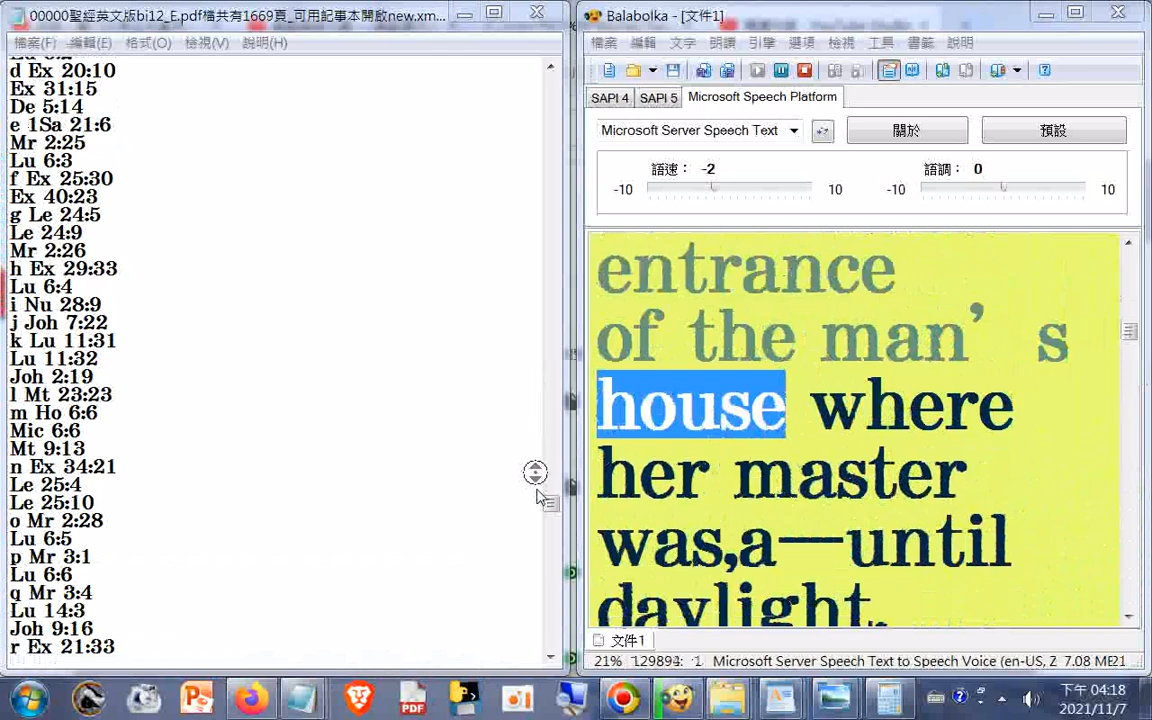 00000聖經英文版bi12_E.pdf檔共有1669頁_可用記事本開啟new.xm...
檔案(F) 編輯(E) 格式(O) 檢視(V) 說明(H)
d Ex 20:10
Ex 31:15
De 5:14
e 1Sa 21:6
Mr 2:25
Lu 6:3
f Ex 25:30
Ex 40:23
g Le 24:5
Le 24:9
Mr 2:26
h Ex 29:33
Lu 6:4
i Nu 28:9
j Joh 7:22
k Lu 11:31
Lu 11:32
Joh 2:19
l Mt 23:23
m Ho 6:6
Mic 6:6
Mt 9:13
n Ex 34:21
Le 25:4
Le 25:10
o Mr 2:28
Lu 6:5
p Mr 3:1
Lu 6:6
q Mr 3:4
Lu 14:3
Joh 9:16
r Ex 21:33
Balabolka - [文件1]
檔案 編輯 文字 朗讀 引擎 選項 檢視 工具 書籤 說明
SAPI 4 SAPI 5 Microsoft Speech Platform
Microsoft Server Speech Text 關於 預設
語速： -2 語調： 0
-10 10 -10 10
entrance
of the man’s
house where
her master
was,a—until
daylight.
文件1
21% Microsoft Server Speech Text to Speech Voice (en-US, Z
下午 04:18
2021/11/7